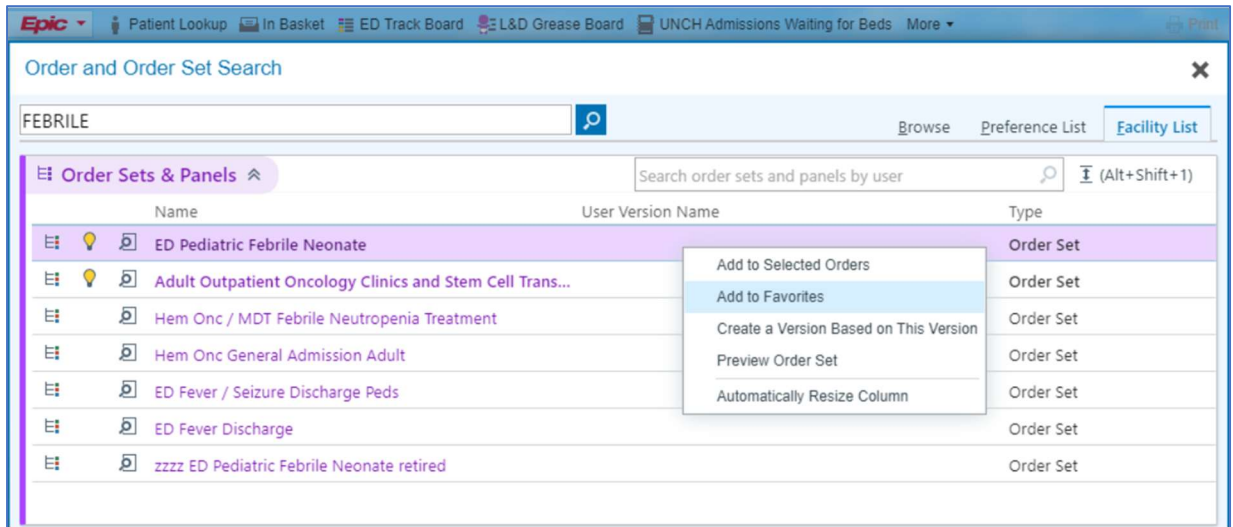 Epic Patient Lookup In Basket ED Track Board L&D Grease Board UNCH Admissions Waiting for Beds More Print
Order and Order Set Search
FEBRILE
Browse Preference List Facility List
Order Sets & Panels Search order sets and panels by user (Alt+Shift+1)
Name User Version Name Type
ED Pediatric Febrile Neonate Order Set
Adult Outpatient Oncology Clinics and Stem Cell Trans... Order Set
Hem Onc / MDT Febrile Neutropenia Treatment Order Set
Hem Onc General Admission Adult Order Set
ED Fever / Seizure Discharge Peds Order Set
ED Fever Discharge Order Set
zzzz ED Pediatric Febrile Neonate retired Order Set
Add to Selected Orders
Add to Favorites
Create a Version Based on This Version
Preview Order Set
Automatically Resize Column